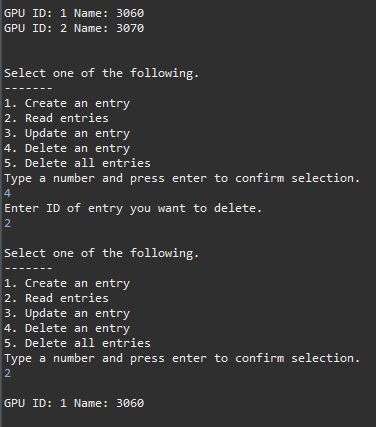 GPU ID: 1 Name: 3060
GPU ID: 2 Name: 3070
Select one of the following.
-------
1. Create an entry
2. Read entries
3. Update an entry
4. Delete an entry
5. Delete all entries
Type a number and press enter to confirm selection.
4
Enter ID of entry you want to delete.
2
Select one of the following.
-------
1. Create an entry
2. Read entries
3. Update an entry
4. Delete an entry
5. Delete all entries
Type a number and press enter to confirm selection.
2
GPU ID: 1 Name: 3060